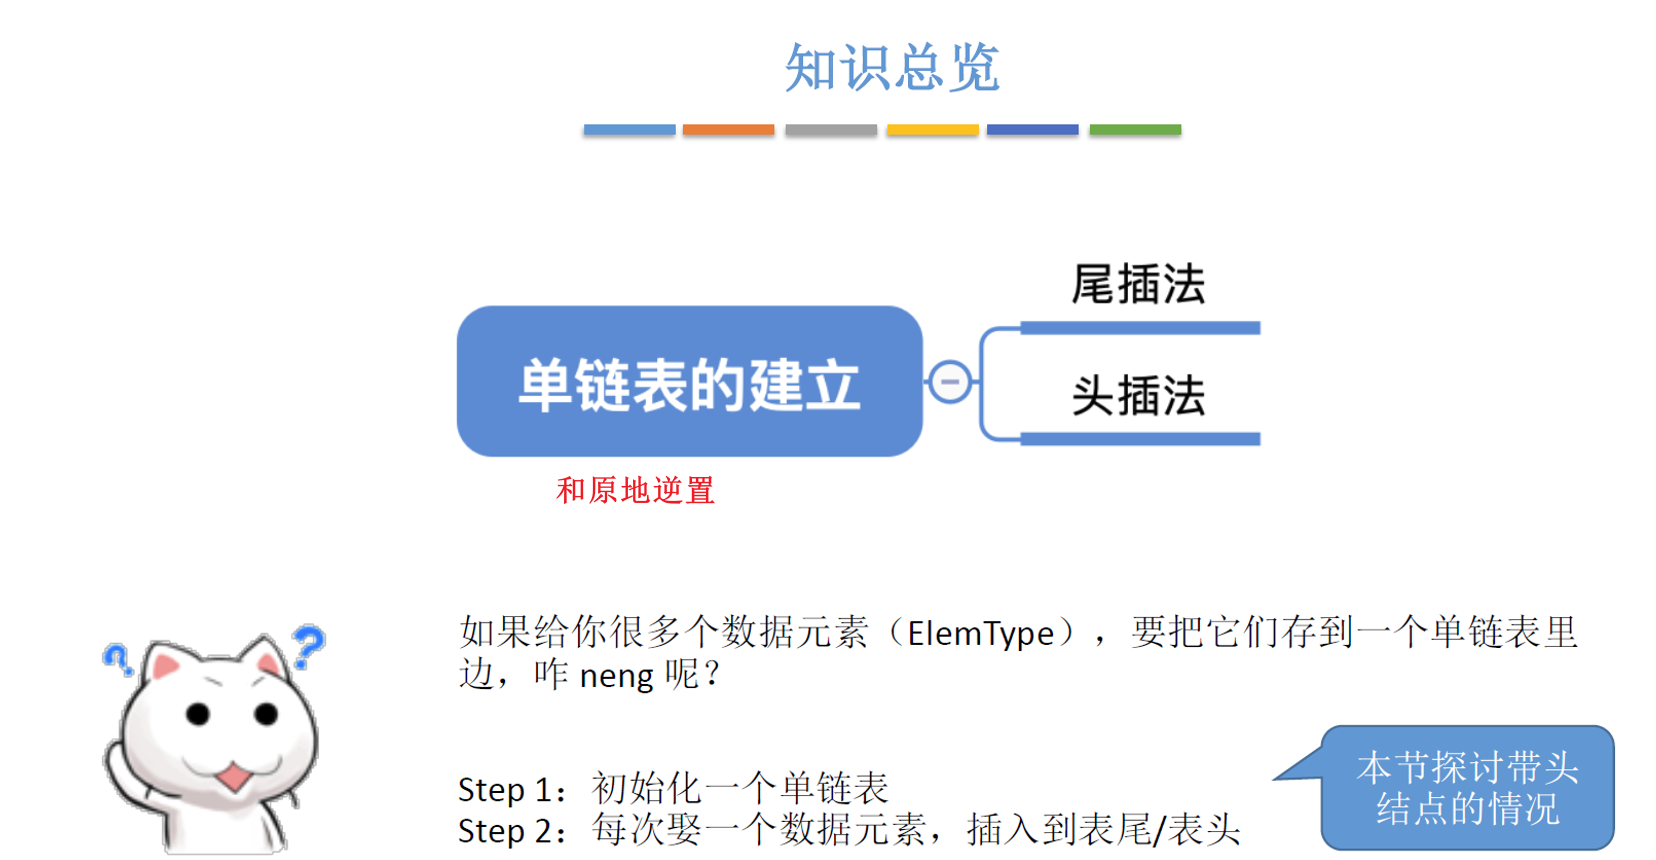 知识总览
单链表的建立
尾插法
头插法
和原地逆置
如果给你很多个数据元素（ElemType），要把它们存到一个单链表里
边，咋 neng 呢？
Step 1：初始化一个单链表
Step 2：每次娶一个数据元素，插入到表尾/表头
本节探讨带头
结点的情况